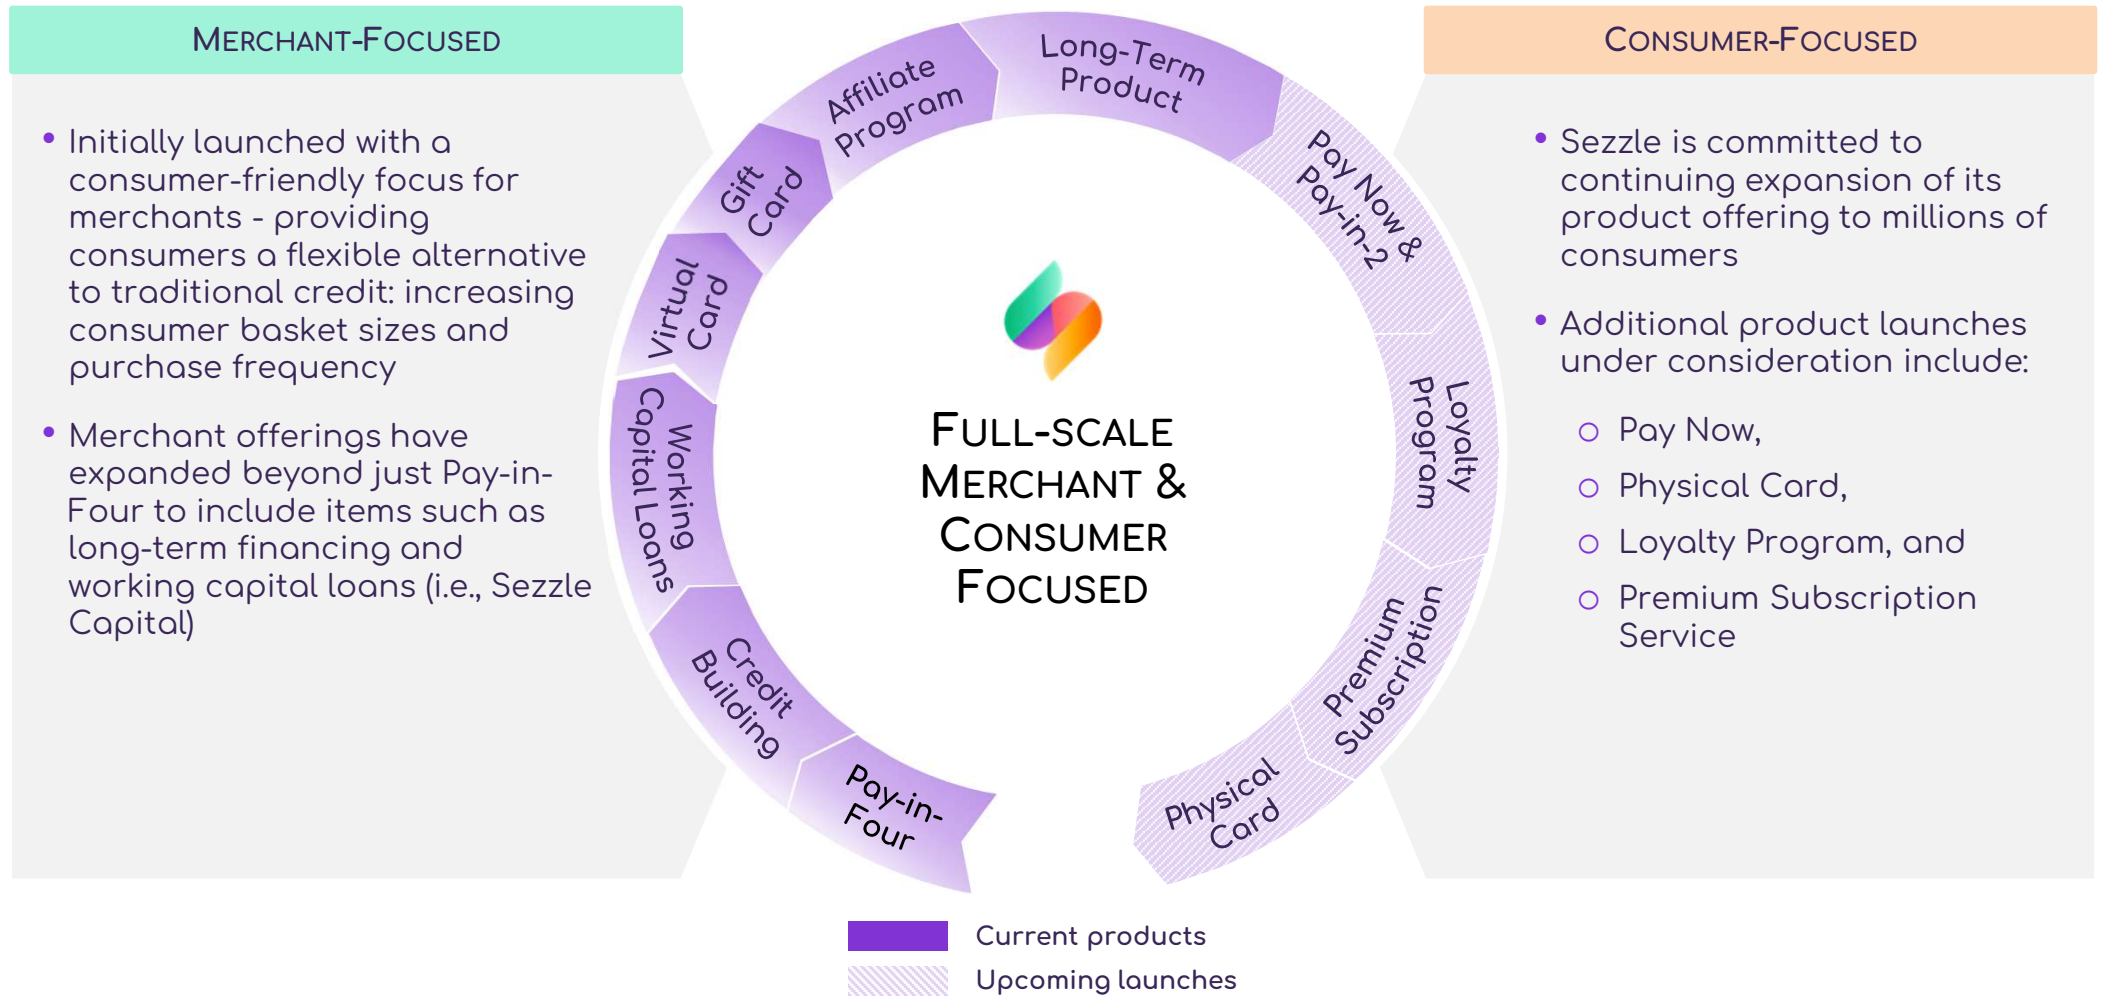 MERCHANT-FOCUSED
• Initially launched with a
consumer-friendly focus for
merchants - providing
consumers a flexible alternative
to traditional credit: increasing
consumer basket sizes and
purchase frequency
• Merchant offerings have
expanded beyond just Pay-in-
Four to include items such as
long-term financing and
working capital loans (i.e., Sezzle
Capital)
Pay-in-
Four
Credit
Building
Working
Capital Loans
Virtual
Card
Gift
Card
Affiliate
Program
Long-Term
Product
Pay Now &
Pay-in-2
Loyalty
Program
Premium
Subscription
Physical
Card
FULL-SCALE
MERCHANT &
CONSUMER
FOCUSED
CONSUMER-FOCUSED
• Sezzle is committed to
continuing expansion of its
product offering to millions of
consumers
• Additional product launches
under consideration include:
○ Pay Now,
○ Physical Card,
○ Loyalty Program, and
○ Premium Subscription
Service
Current products
Upcoming launches